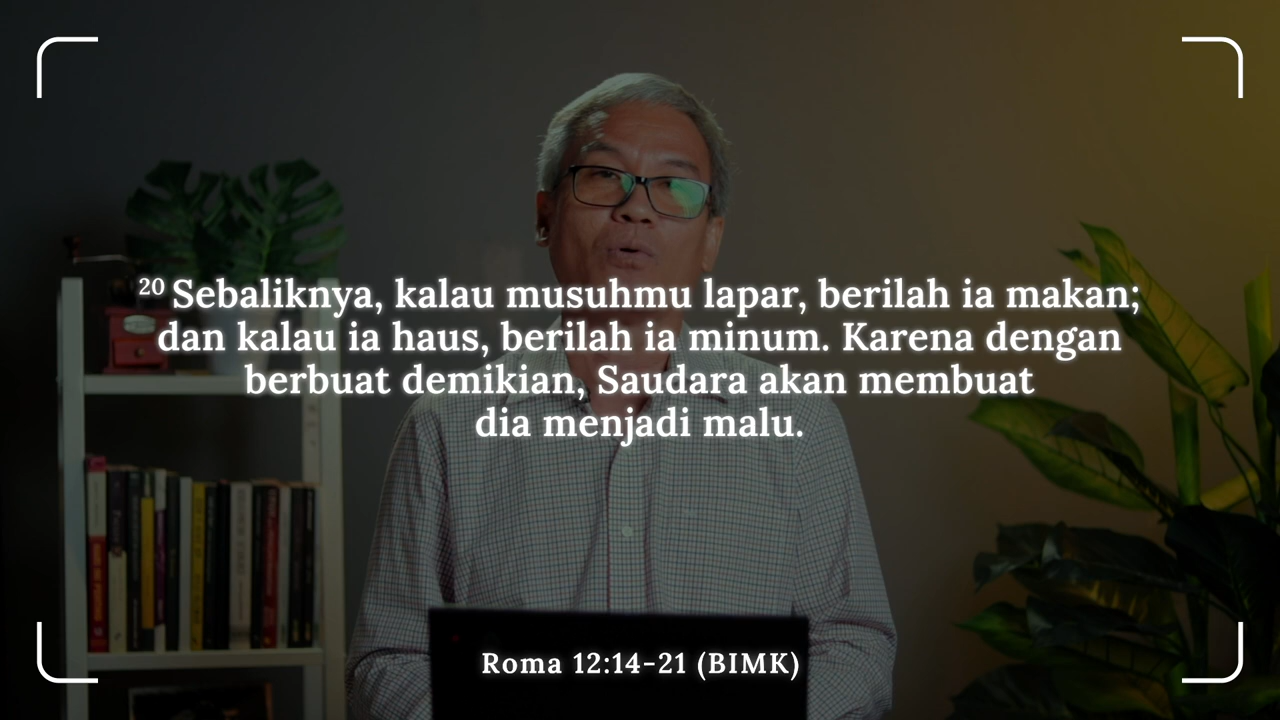 20 Sebaliknya, kalau musuhmu lapar, berilah ia makan;
dan kalau ia haus, berilah ia minum. Karena dengan
berbuat demikian, Saudara akan membuat
dia menjadi malu.
Roma 12:14-21 (BIMK)